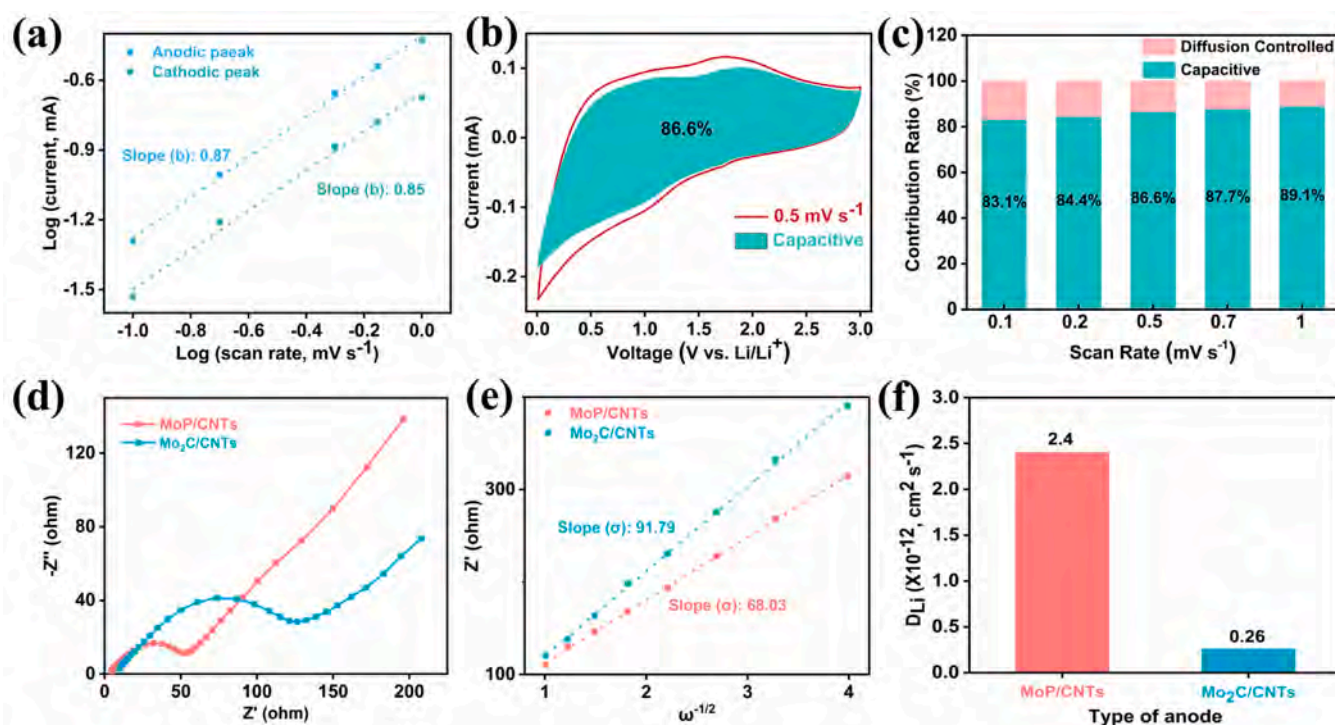 (a)
Anodic paeak
Cathodic peak
Slope (b): 0.87
Slope (b): 0.85
-0.6
-0.9
-1.2
-1.5
-1.0
-0.8
-0.6
-0.4
-0.2
0.0
Log (current, mA)
Log (scan rate, mV s⁻¹)
(b)
86.6%
0.5 mV s⁻¹
Capacitive
0.1
0.0
-0.1
-0.2
0.0
0.5
1.0
1.5
2.0
2.5
3.0
Current (mA)
Voltage (V vs. Li/Li⁺)
(c)
Diffusion Controlled
Capacitive
120
100
80
60
40
20
0
83.1%
84.4%
86.6%
87.7%
89.1%
0.1
0.2
0.5
0.7
1
Contribution Ratio (%)
Scan Rate (mV s⁻¹)
(d)
MoP/CNTs
Mo₂C/CNTs
120
80
40
0
0
50
100
150
200
-Z'' (ohm)
Z' (ohm)
(e)
MoP/CNTs
Mo₂C/CNTs
Slope (σ): 91.79
Slope (σ): 68.03
300
100
1
2
3
4
Z' (ohm)
ω⁻¹/²
(f)
3.0
2.5
2.0
1.5
1.0
0.5
0.0
2.4
0.26
MoP/CNTs
Mo₂C/CNTs
D_Li (X10⁻¹², cm² s⁻¹)
Type of anode